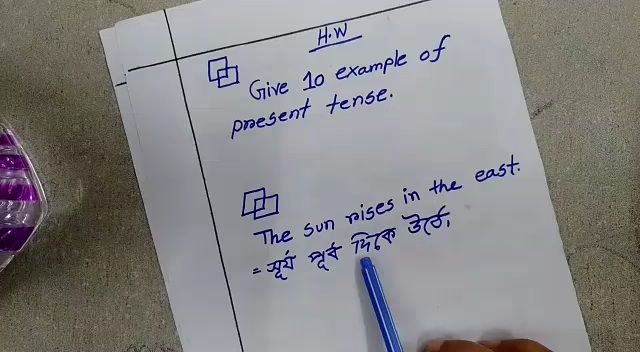 H.W
Give 10 example of
present tense.
The sun rises in the east.
= সূর্য পূর্ব দিকে উঠে।